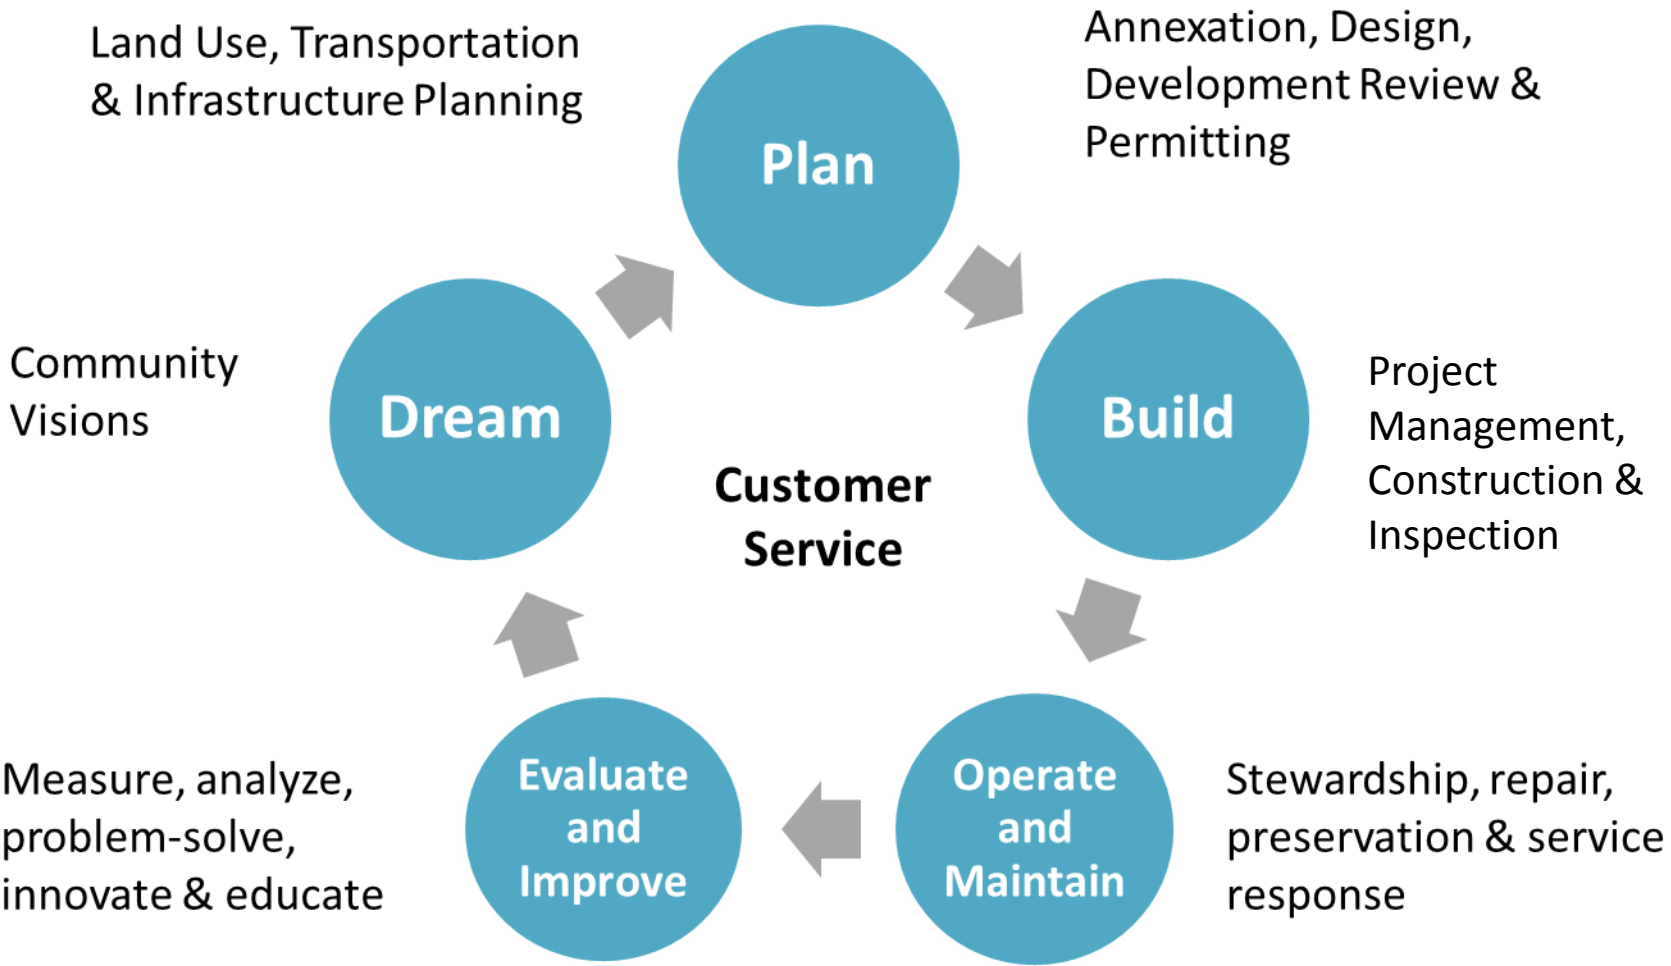 Land Use, Transportation
& Infrastructure Planning
Plan
Annexation, Design,
Development Review &
Permitting
Community
Visions
Dream
Build
Project
Management,
Construction &
Inspection
Customer
Service
Measure, analyze,
problem-solve,
innovate & educate
Evaluate
and
Improve
Operate
and
Maintain
Stewardship, repair,
preservation & service
response